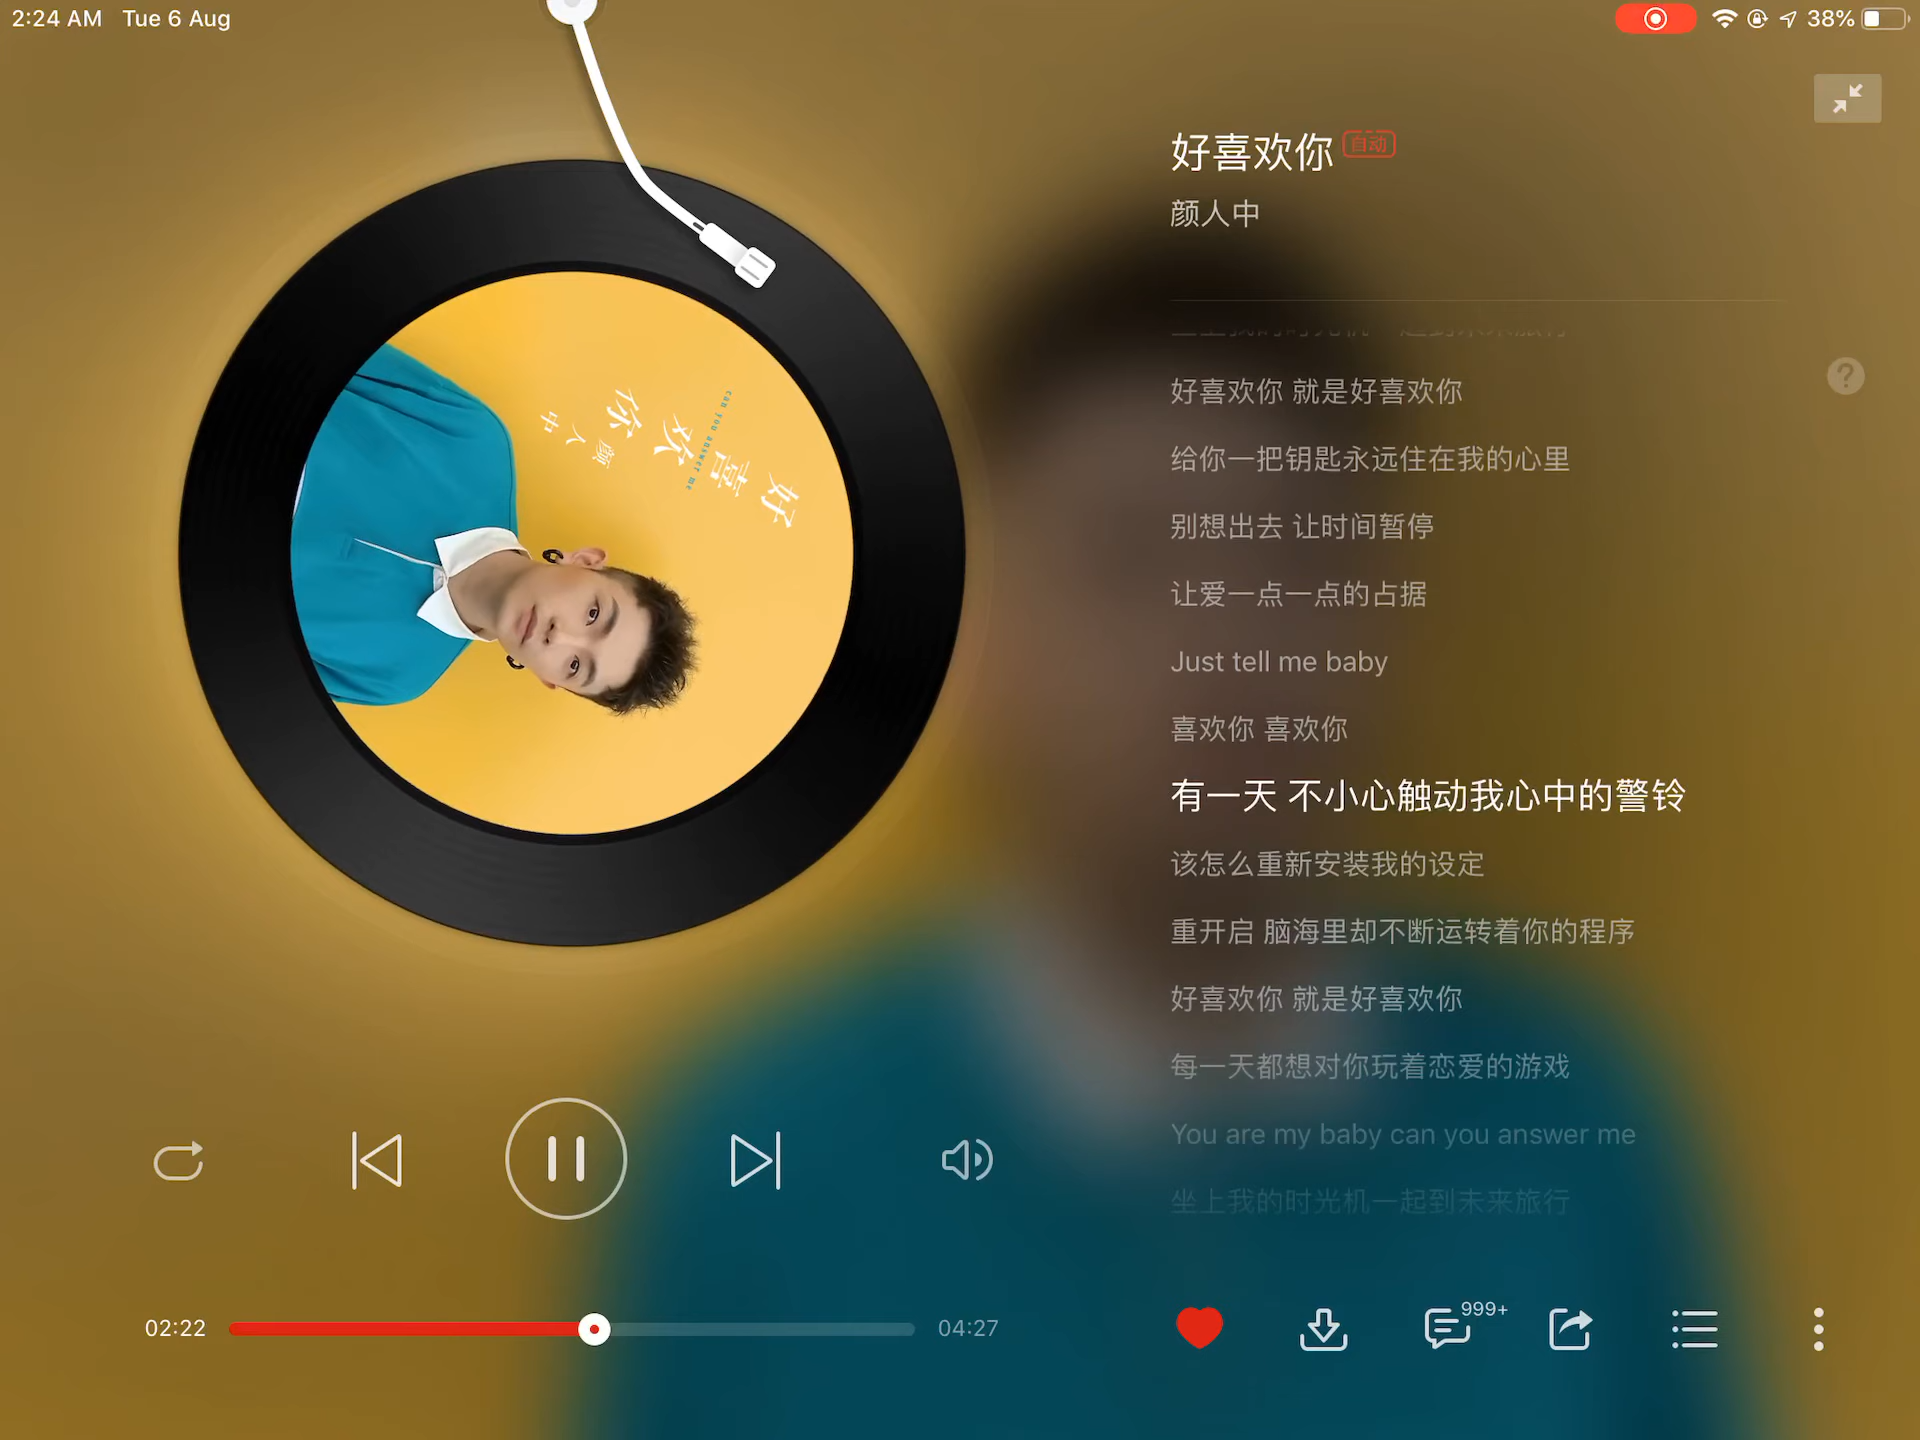 2:24 AM Tue 6 Aug
38%
好喜欢你 自动
颜人中
好喜欢你
can you answer me
颜人中
好喜欢你 就是好喜欢你
给你一把钥匙永远住在我的心里
别想出去 让时间暂停
让爱一点一点的占据
Just tell me baby
喜欢你 喜欢你
有一天 不小心触动我心中的警铃
该怎么重新安装我的设定
重开启 脑海里却不断运转着你的程序
好喜欢你 就是好喜欢你
每一天都想对你玩着恋爱的游戏
You are my baby can you answer me
坐上我的时光机一起到未来旅行
02:22
04:27
999+